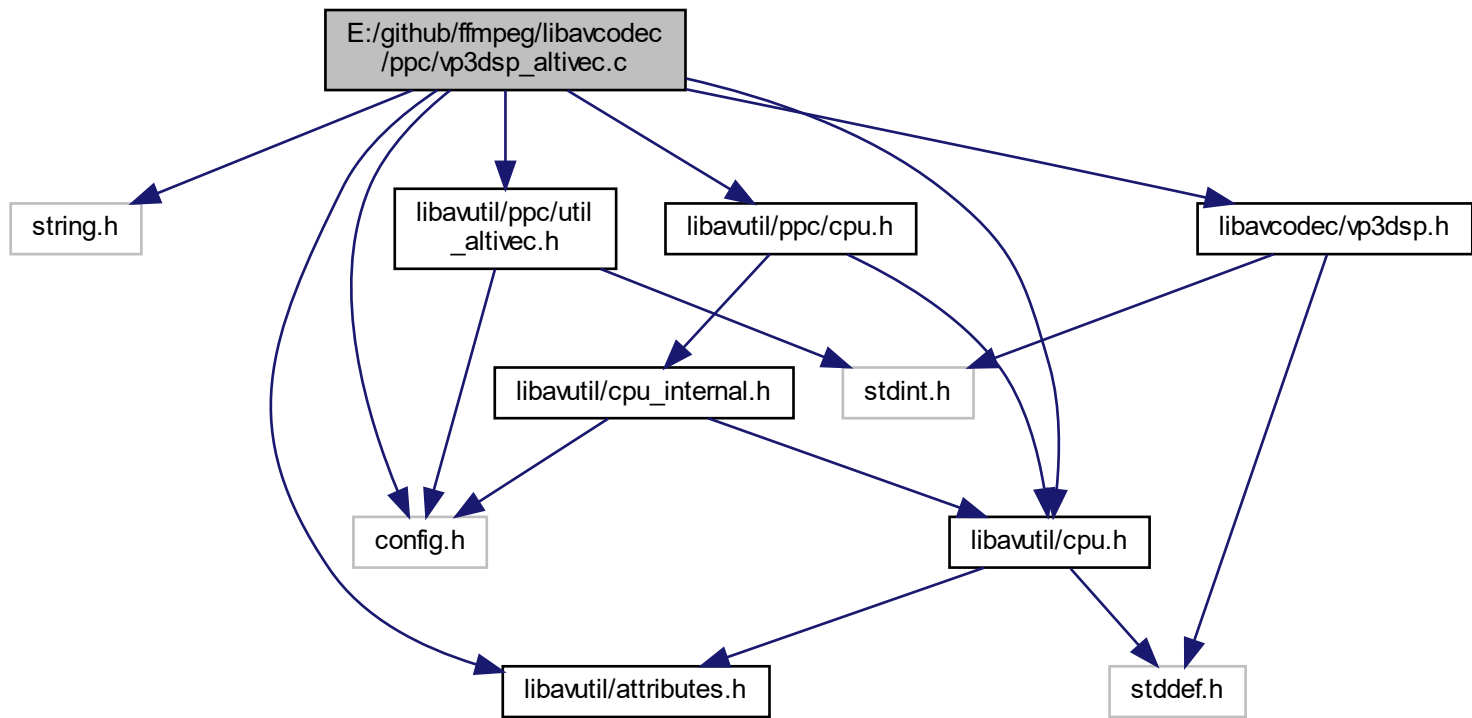 E:/github/ffmpeg/libavcodec
/ppc/vp3dsp_altivec.c
string.h
libavutil/ppc/util
_altivec.h
libavutil/ppc/cpu.h
libavcodec/vp3dsp.h
libavutil/cpu_internal.h
stdint.h
config.h
libavutil/cpu.h
libavutil/attributes.h
stddef.h